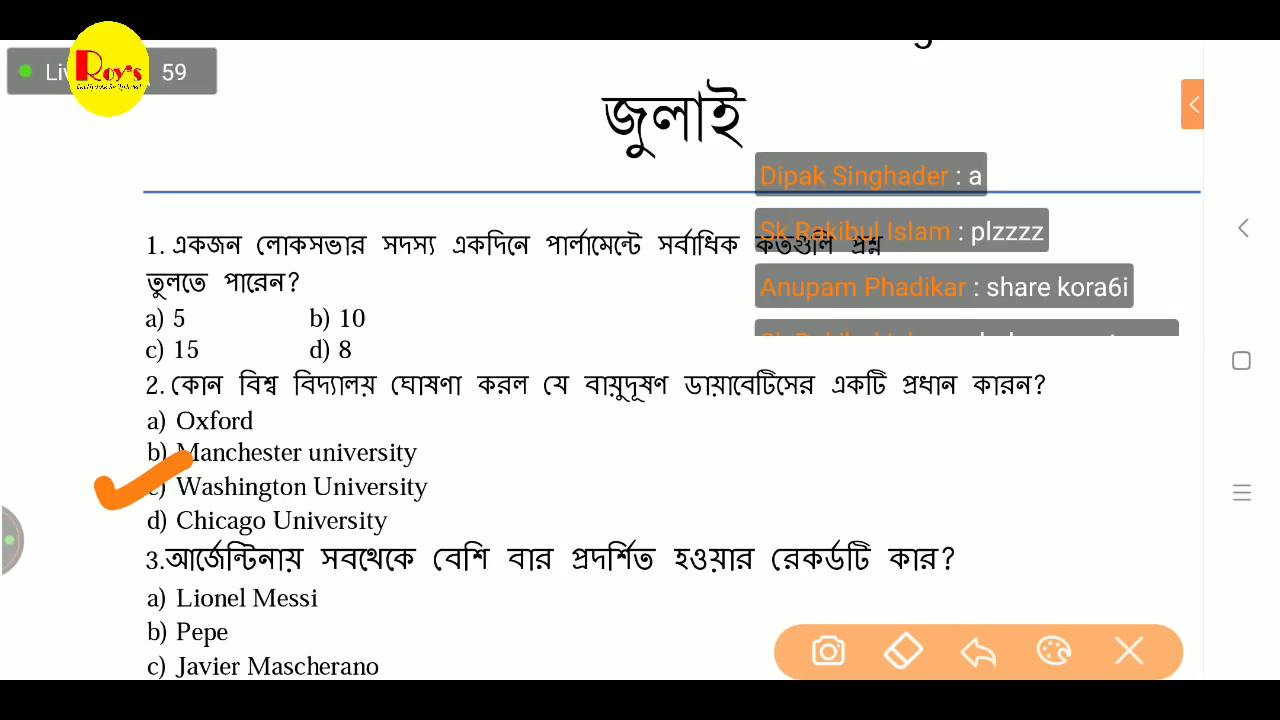 Roy's
59
জুলাই
Dipak Singhader : a
Sk Rakibul Islam : plzzzz
Anupam Phadikar : share kora6i
1. একজন লোকসভার সদস্য একদিনে পার্লামেন্টে সর্বাধিক কতগুলি প্রশ্ন
তুলতে পারেন?
a) 5 b) 10
c) 15 d) 8
2. কোন বিশ্ব বিদ্যালয় ঘোষণা করল যে বায়ুদূষণ ডায়াবেটিসের একটি প্রধান কারন?
a) Oxford
b) Manchester university
c) Washington University
d) Chicago University
3.আর্জেন্টিনায় সবথেকে বেশি বার প্রদর্শিত হওয়ার রেকর্ডটি কার?
a) Lionel Messi
b) Pepe
c) Javier Mascherano